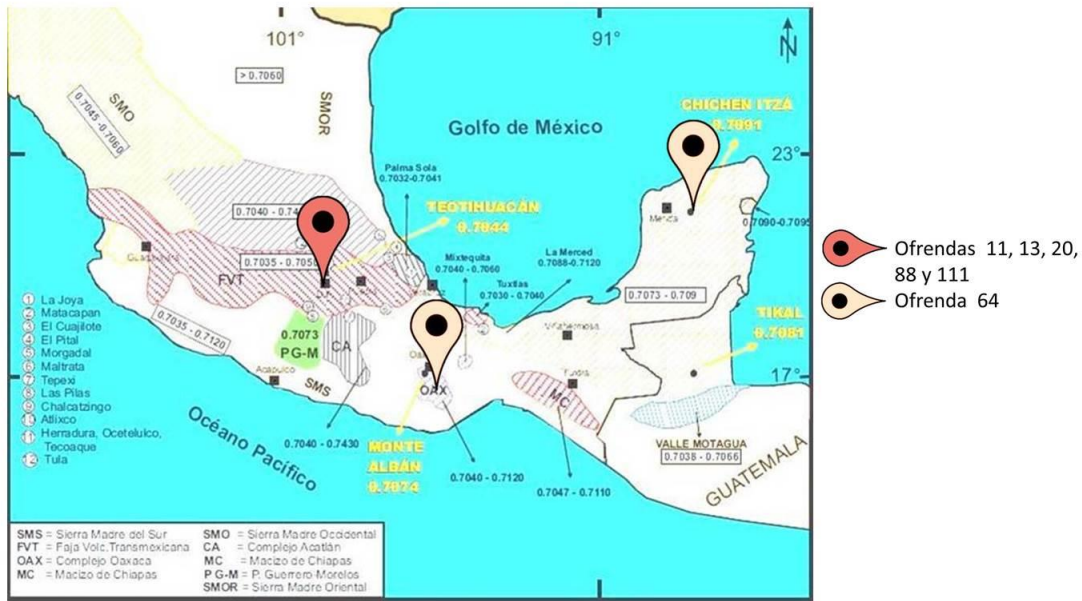 101°
91°
N
> 0.7060
SMO
0.7045 - 0.7060
SMOR
Golfo de México
CHICHEN ITZÁ
0.7091
23°
Palma Sola
0.7032-0.7041
TEOTIHUACÁN
0.7044
Mérida
0.7090-0.7095
Mixtequita
0.7040 - 0.7060
La Merced
0.7088-0.7120
Tuxtlas
0.7030 - 0.7040
0.7073 - 0.709
FVT
0.7035 - 0.7120
0.7073
PG-M
CA
TIKAL
0.7081
Villahermosa
Acapulco
SMS
OAX
Tuxtla
MC
17°
1 La Joya
2 Matacapan
3 El Cuajilote
4 El Pital
5 Morgadal
6 Maltrata
7 Tepexi
8 Las Pilas
9 Chalcatzingo
10 Atlixco
11 Herradura, Ocetelulco,
Tecoaque
12 Tula
Océano Pacífico
0.7040 - 0.7430
MONTE
ALBÁN
0.7074
0.7040 - 0.7120
0.7047 - 0.7110
VALLE MOTAGUA
0.7038 - 0.7066
GUATEMALA
SMS = Sierra Madre del Sur
FVT = Faja Volc.Transmexicana
OAX = Complejo Oaxaca
MC = Macizo de Chiapas
SMO = Sierra Madre Occidental
CA = Complejo Acatlán
MC = Macizo de Chiapas
PG-M = P. Guerrero-Morelos
SMOR = Sierra Madre Oriental
Ofrendas 11, 13, 20,
88 y 111
Ofrenda 64